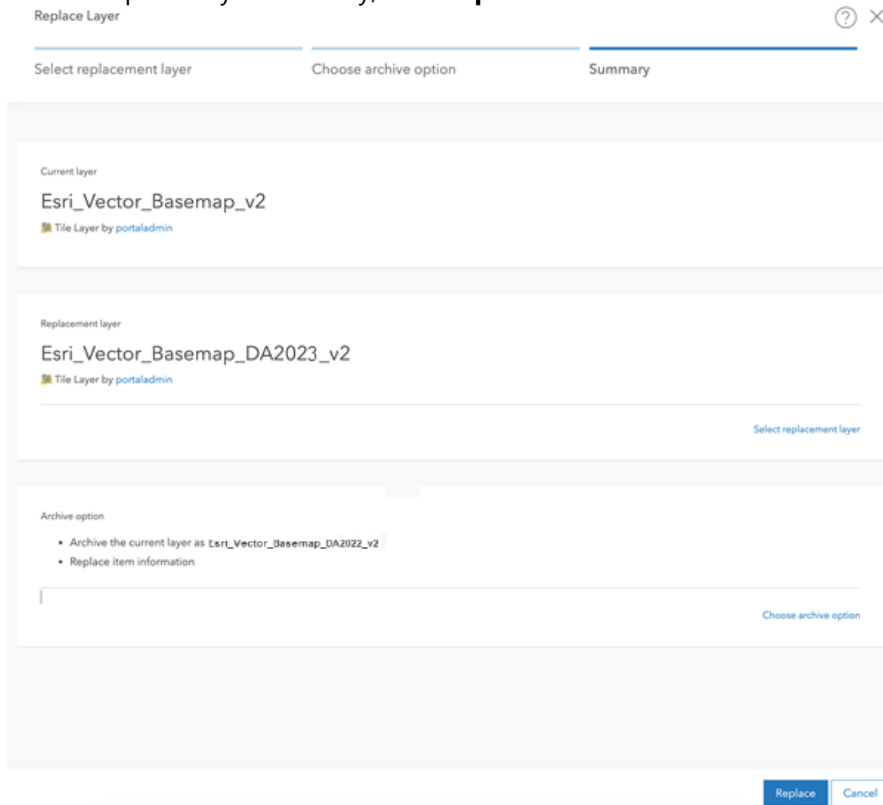 Replace Layer
Select replacement layer Choose archive option Summary
Current layer
Esri_Vector_Basemap_v2
Tile Layer by portaladmin
Replacement layer
Esri_Vector_Basemap_DA2023_v2
Tile Layer by portaladmin
Select replacement layer
Archive option
• Archive the current layer as Esri_Vector_Basemap_DA2022_v2
• Replace item information
Choose archive option
Replace Cancel